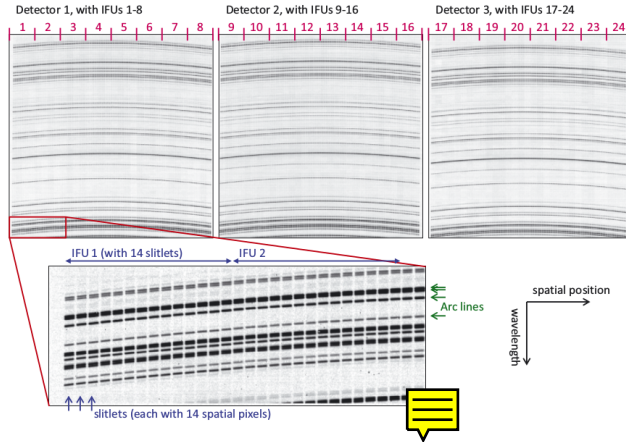 Detector 1, with IFUs 1-8
Detector 2, with IFUs 9-16
Detector 3, with IFUs 17-24
1 2 3 4 5 6 7 8
9 10 11 12 13 14 15 16
17 18 19 20 21 22 23 24
IFU 1 (with 14 slitlets)
IFU 2
Arc lines
spatial position
wavelength
slitlets (each with 14 spatial pixels)